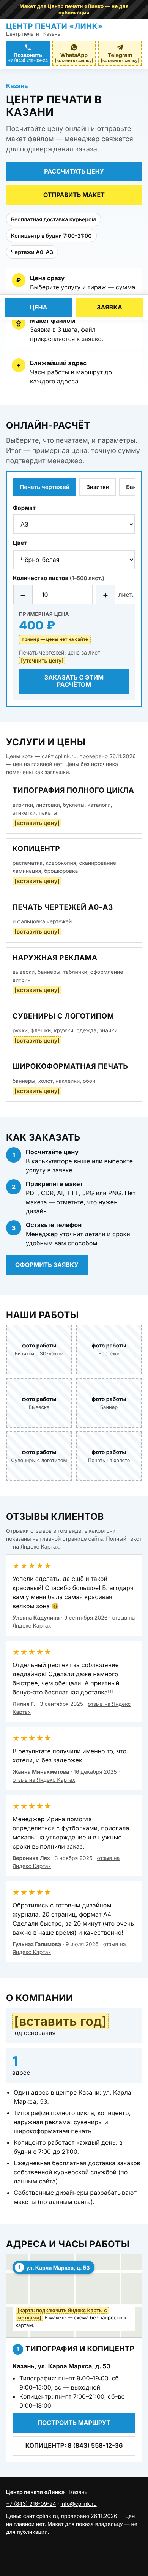 Макет для Центр печати «Линк» — не для
публикации
ЦЕНТР ПЕЧАТИ «ЛИНК»
Центр печати · Казань
Позвонить
+7 (843) 216-09-24
WhatsApp
[вставить ссылку]
Telegram
[вставить ссылку]
Казань
ЦЕНТР ПЕЧАТИ В
КАЗАНИ
Посчитайте цену онлайн и отправьте
макет файлом — менеджер свяжется
и подтвердит заказ.
РАССЧИТАТЬ ЦЕНУ
ОТПРАВИТЬ МАКЕТ
Бесплатная доставка курьером
Копицентр в будни 7:00–21:00
Чертежи А0–А3
₽
Цена сразу
Выберите услугу и тираж — сумма
ЦЕНА
ЗАЯВКА
Макет файлом
Заявка в 3 шага, файл
прикрепляется к заявке.
Ближайший адрес
Часы работы и маршрут до
каждого адреса.
ОНЛАЙН-РАСЧЁТ
Выберите, что печатаем, и параметры.
Итог — примерная цена; точную сумму
подтвердит менеджер.
Печать чертежей
Визитки
Бан
Формат
А3
Цвет
Чёрно-белая
Количество листов (1–500 лист.)
−
10
+
лист.
ПРИМЕРНАЯ ЦЕНА
400 ₽
пример — цены нет на сайте
Печать чертежей: цена за лист
[уточнить цену]
ЗАКАЗАТЬ С ЭТИМ
РАСЧЁТОМ
УСЛУГИ И ЦЕНЫ
Цены «от» — сайт cplink.ru, проверено 26.11.2026
— цен на главной нет. Цены без источника
помечены как заглушки.
ТИПОГРАФИЯ ПОЛНОГО ЦИКЛА
визитки, листовки, буклеты, каталоги,
этикетки, пакеты
[вставить цену]
КОПИЦЕНТР
распечатка, ксерокопия, сканирование,
ламинация, брошюровка
[вставить цену]
ПЕЧАТЬ ЧЕРТЕЖЕЙ А0–А3
и фальцовка чертежей
[вставить цену]
НАРУЖНАЯ РЕКЛАМА
вывески, баннеры, таблички, оформление
витрин
[вставить цену]
СУВЕНИРЫ С ЛОГОТИПОМ
ручки, флешки, кружки, одежда, значки
[вставить цену]
ШИРОКОФОРМАТНАЯ ПЕЧАТЬ
баннеры, холст, наклейки, обои
[вставить цену]
КАК ЗАКАЗАТЬ
1
Посчитайте цену
В калькуляторе выше или выберите
услугу в заявке.
2
Прикрепите макет
PDF, CDR, AI, TIFF, JPG или PNG. Нет
макета — отметьте, что нужен
дизайн.
3
Оставьте телефон
Менеджер уточнит детали и сроки
удобным вам способом.
ОФОРМИТЬ ЗАЯВКУ
НАШИ РАБОТЫ
фото работы
Визитки с 3D-лаком
фото работы
Чертежи
фото работы
Вывеска
фото работы
Баннер
фото работы
Сувениры с логотипом
фото работы
Печать на холсте
ОТЗЫВЫ КЛИЕНТОВ
Отрывки отзывов в том виде, в каком они
показаны на главной странице сайта. Полный текст
— на Яндекс Картах.
★★★★★
Успели сделать, да ещё и такой
красивый! Спасибо большое! Благодаря
вам у меня была самая красивая
велком зона 🥹
Ульяна Кадулина · 9 сентября 2026 · отзыв на
Яндекс Картах
★★★★★
Отдельный респект за соблюдение
дедлайнов! Сделали даже намного
быстрее, чем обещали. А приятный
бонус–это бесплатная доставка!!!
Лилия Г. · 3 сентября 2025 · отзыв на Яндекс
Картах
★★★★★
В результате получили именно то, что
хотели, и без задержек.
Жанна Миначметова · 16 декабря 2025 ·
отзыв на Яндекс Картах
★★★★★
Менеджер Ирина помогла
определиться с футболками, прислала
мокапы на утверждение и в нужные
сроки выполнили заказ.
Вероника Лях · 3 ноября 2025 · отзыв на
Яндекс Картах
★★★★★
Обратились с готовым дизайном
журнала, 20 страниц, формат А4.
Сделали быстро, за 20 минут (что очень
важно в наше время) и качественно!
Гульназ Галимова · 9 июля 2026 · отзыв на
Яндекс Картах
О КОМПАНИИ
[вставить год]
год основания
1
адрес
Один адрес в центре Казани: ул. Карла
Маркса, 53.
Типография полного цикла, копицентр,
наружная реклама, сувениры и
широкоформатная печать.
Копицентр работает каждый день: в
будни с 7:00 до 21:00.
Ежедневная бесплатная доставка заказов
собственной курьерской службой (по
данным сайта).
Собственные дизайнеры разрабатывают
макеты (по данным сайта).
АДРЕСА И ЧАСЫ РАБОТЫ
1 ул. Карла Маркса, д. 53
[карта: подключить Яндекс Карты с
метками] В макете — схема без запросов к
картам.
1 ТИПОГРАФИЯ И КОПИЦЕНТР
Казань, ул. Карла Маркса, д. 53
Типография: пн–пт 9:00–19:00, сб
9:00–15:00, вс — выходной
Копицентр: пн–пт 7:00–21:00, сб–вс
9:00–18:00
ПОСТРОИТЬ МАРШРУТ
КОПИЦЕНТР: 8 (843) 558-12-36
Центр печати «Линк» · Казань
+7 (843) 216-09-24 · info@cplink.ru
Цены: сайт cplink.ru, проверено 26.11.2026 — цен
на главной нет. Макет для показа владельцу — не
для публикации.